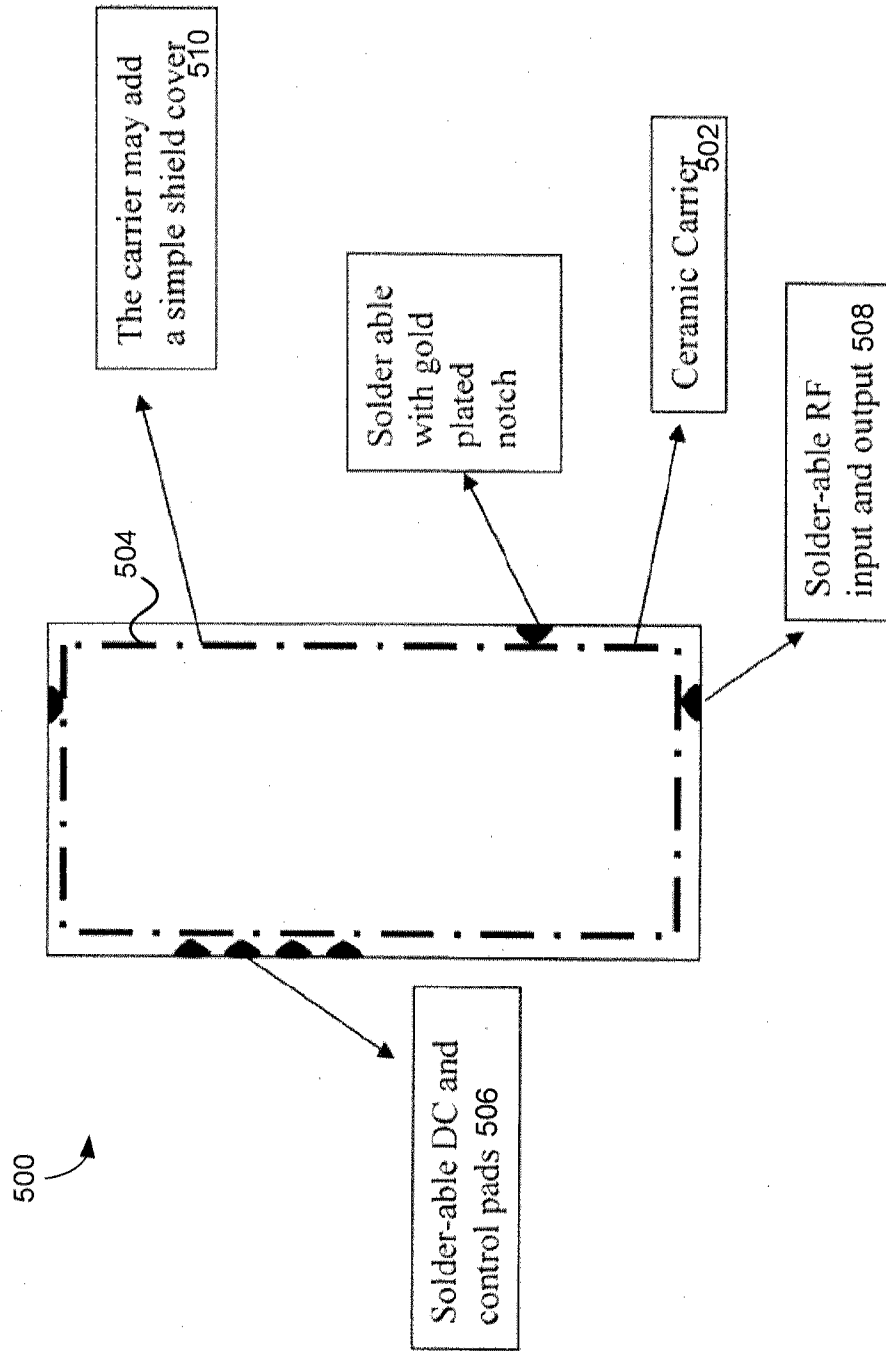 500
Solder-able DC and
control pads 506
504
The carrier may add
a simple shield cover
510
Solder able
with gold
plated
notch
Ceramic Carrier
502
Solder-able RF
input and output 508